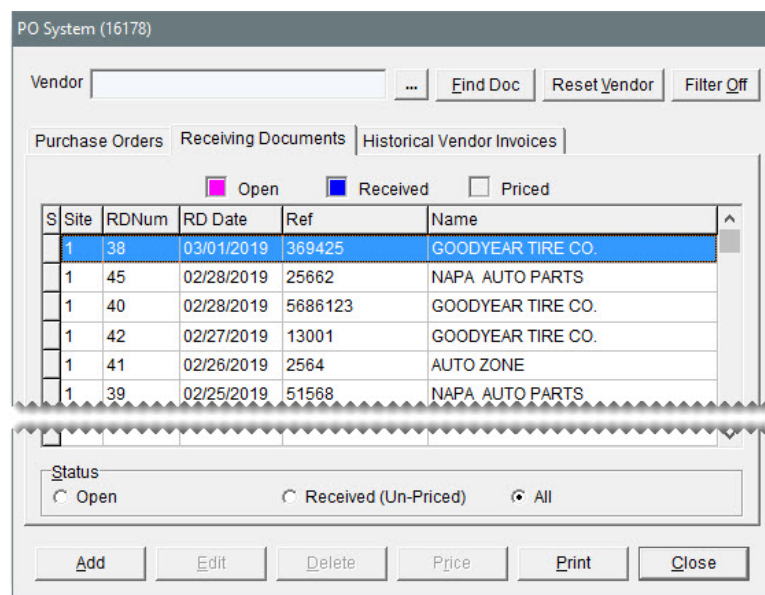 PO System (16178)
Vendor ... Find Doc Reset Vendor Filter Off
Purchase Orders Receiving Documents Historical Vendor Invoices
Open Received Priced
S Site RDNum RD Date Ref Name
1 38 03/01/2019 369425 GOODYEAR TIRE CO.
1 45 02/28/2019 25662 NAPA AUTO PARTS
1 40 02/28/2019 5686123 GOODYEAR TIRE CO.
1 42 02/27/2019 13001 GOODYEAR TIRE CO.
1 41 02/26/2019 2564 AUTO ZONE
1 39 02/25/2019 51568 NAPA AUTO PARTS
Status
Open Received (Un-Priced) All
Add Edit Delete Price Print Close